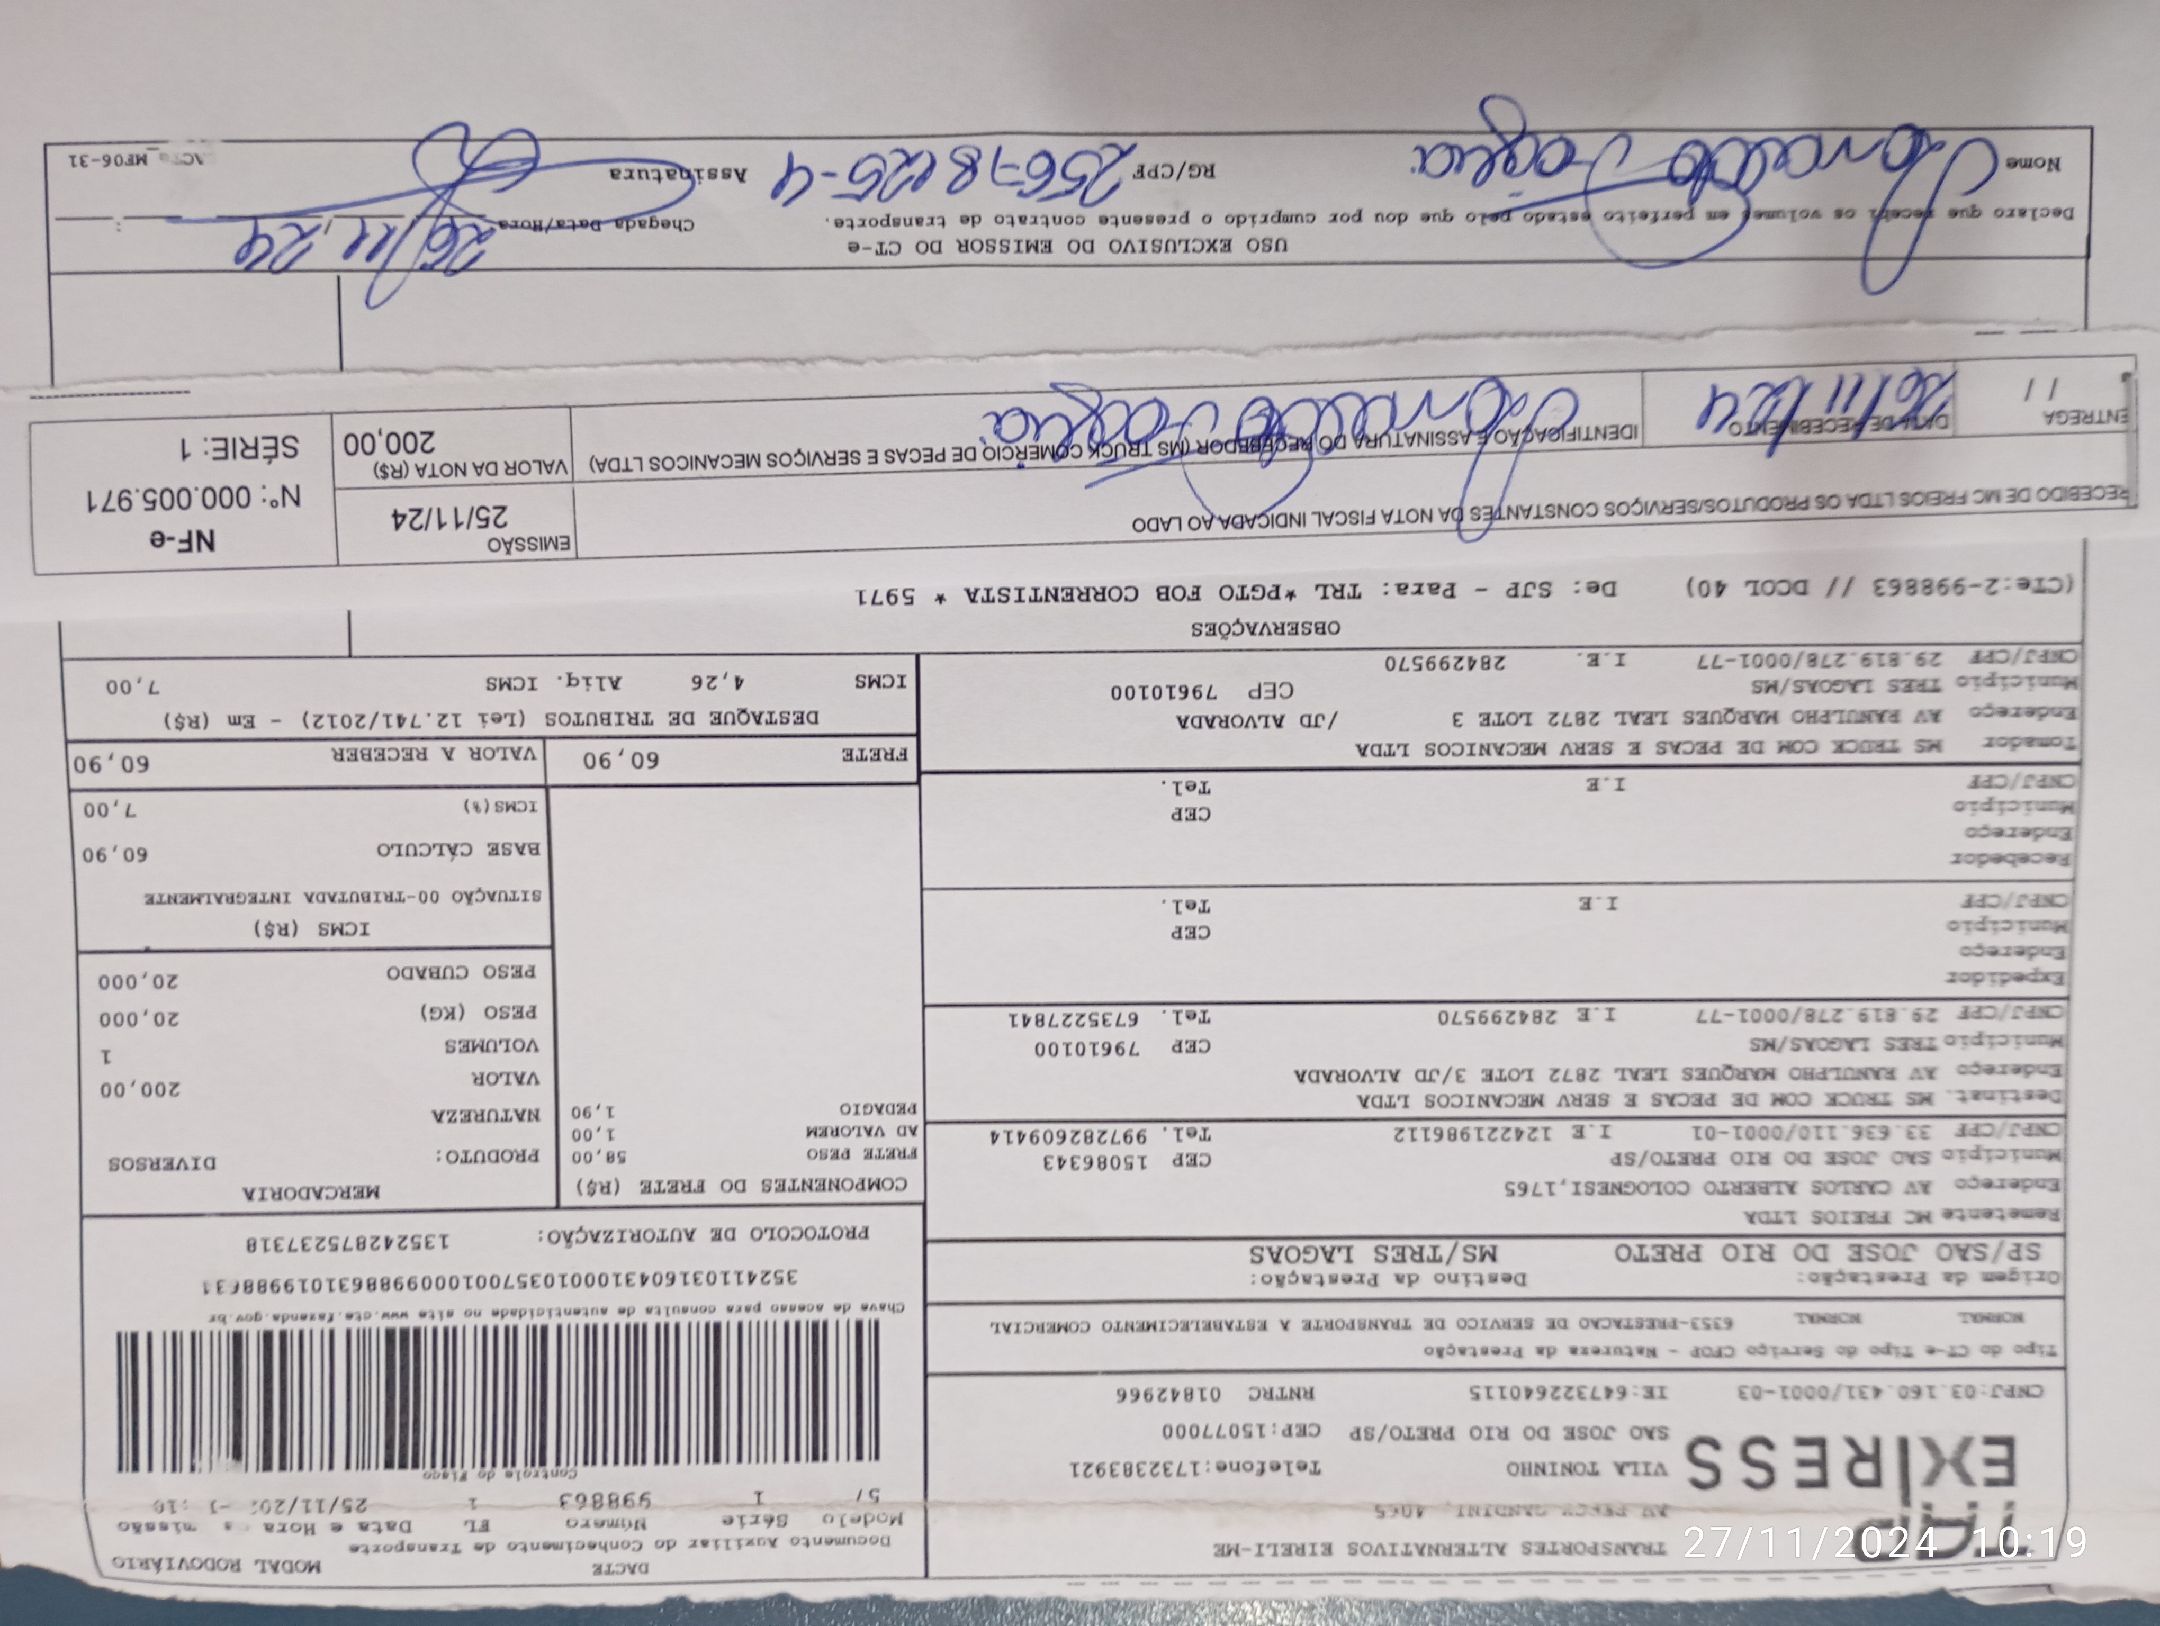 27/11/2024 10:19
DACTE MODAL RODOVIÁRIO
Documento Auxiliar do Conhecimento de Transporte
TRANSPORTES ALTERNATIVOS EIRELI-ME
Modelo Série Número FL Data e Hora
57 1 998863 1 25/11/20
VILA TONINHO Telefone:1732383921
EXPRESS
SAO JOSE DO RIO PRETO/SP CEP:15077000
CNPJ:03.160.431/0001-03 IE:647322640115 RNTRC 01842966
Controle do Fisco
Tipo do CT-e Tipo do Serviço CFOP - Natureza da Prestação
NORMAL NORMAL 6353-PRESTACAO DE SERVICO DE TRANSPORTE A ESTABELECIMENTO COMERCIAL
Chave de acesso para consulta de autenticidade no site www.cte.fazenda.gov.br
Origem da Prestação: Destino da Prestação:
SP/SAO JOSE DO RIO PRETO MS/TRES LAGOAS
PROTOCOLO DE AUTORIZAÇÃO: 135242875237318
Remetente MC FREIOS LTDA
Endereço AV CARLOS ALBERTO COLOGNESI,1765
Município SAO JOSE DO RIO PRETO/SP CEP 15086343
CNPJ/CPF 33.636.110/0001-01 I.E 124221986112 Tel. 997282609414
Destinat. MS TRUCK COM DE PECAS E SERV MECANICOS LTDA
Endereço AV RANULPHO MARQUES LEAL 2872 LOTE 3/JD ALVORADA
Município TRES LAGOAS/MS CEP 79610100
CNPJ/CPF 29.819.278/0001-77 I.E 284299570 Tel. 6735227841
Expedidor
Endereço
Município CEP
CNPJ/CPF I.E Tel.
Recebedor
Endereço
Município CEP
CNPJ/CPF I.E Tel.
Tomador MS TRUCK COM DE PECAS E SERV MECANICOS LTDA
Endereço AV RANULPHO MARQUES LEAL 2872 LOTE 3 /JD ALVORADA
Município TRES LAGOAS/MS CEP 79610100
CNPJ/CPF 29.819.278/0001-77 I.E. 284299570
COMPONENTES DO FRETE (R$)
FRETE PESO 58,00
AD VALOREM 1,00
PEDAGIO 1,90
MERCADORIA
PRODUTO: DIVERSOS
NATUREZA
VALOR 200,00
VOLUMES 1
PESO (KG) 20,000
PESO CUBADO 20,000
ICMS (R$)
SITUAÇÃO 00-TRIBUTADA INTEGRALMENTE
BASE CÁLCULO 60,90
ICMS(%) 7,00
FRETE 60,90 VALOR A RECEBER 60,90
DESTAQUE DE TRIBUTOS (Lei 12.741/2012) - Em (R$)
ICMS 4,26 Aliq. ICMS 7,00
OBSERVAÇÕES
(CTe:2-998863 // DCOL 40) De: SJP - Para: TRL *PGTO FOB CORRENTISTA * 5971
RECEBIDO DE MC FREIOS LTDA OS PRODUTOS/SERVIÇOS CONSTANTES DA NOTA FISCAL INDICADA AO LADO
EMISSÃO
25/11/24
NF-e
Nº: 000.005.971
SÉRIE: 1
ENTREGA
/ /
DATA DE RECEBIMENTO
26/11/24
IDENTIFICAÇÃO E ASSINATURA DO RECEBEDOR (MS TRUCK COMÉRCIO DE PECAS E SERVIÇOS MECANICOS LTDA)
VALOR DA NOTA (R$)
200,00
USO EXCLUSIVO DO EMISSOR DO CT-e
Declaro que recebi os volumes em perfeito estado pelo que dou por cumprido o presente contrato de transporte.
Chegada Data/Hora 26/11/24 :
Nome RG/CPF Assinatura
MF06-31